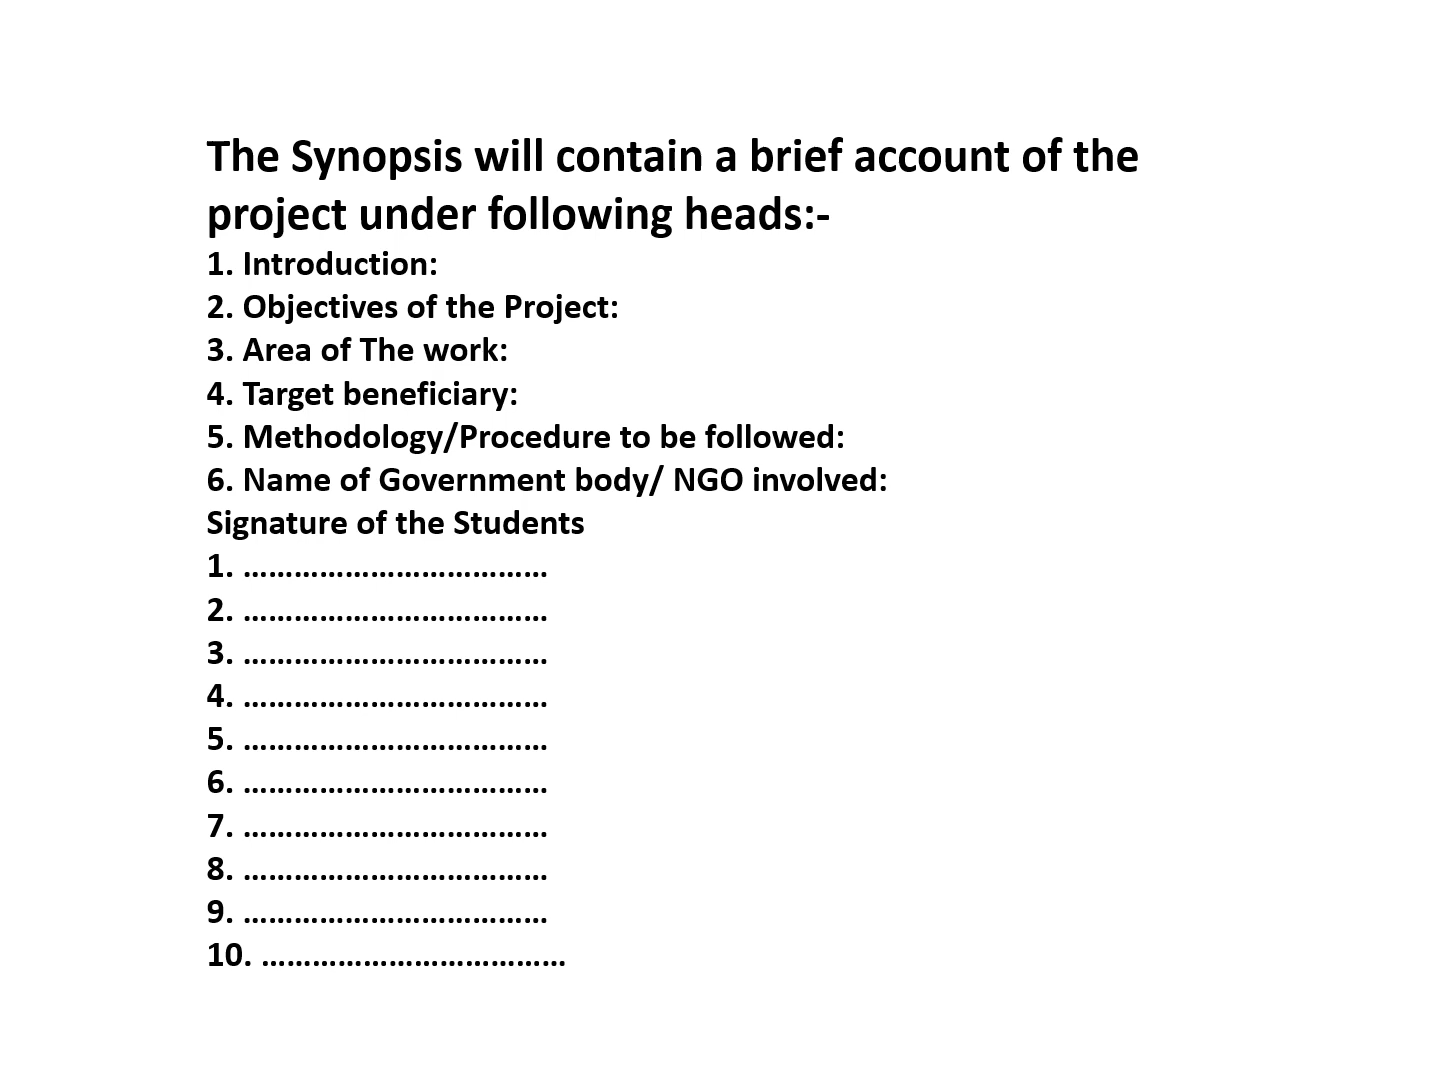 The Synopsis will contain a brief account of the
project under following heads:-
1. Introduction:
2. Objectives of the Project:
3. Area of The work:
4. Target beneficiary:
5. Methodology/Procedure to be followed:
6. Name of Government body/ NGO involved:
Signature of the Students
1. ………………………………
2. ………………………………
3. ………………………………
4. ………………………………
5. ………………………………
6. ………………………………
7. ………………………………
8. ………………………………
9. ………………………………
10. ………………………………